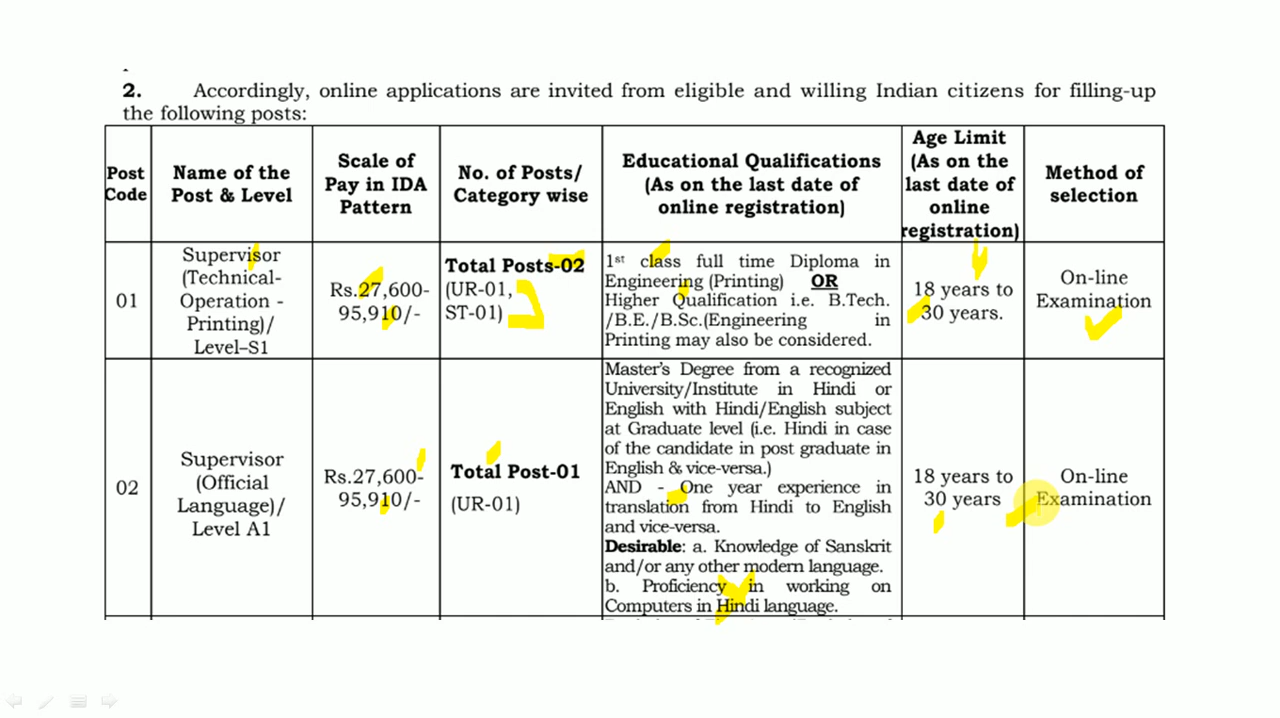 2. Accordingly, online applications are invited from eligible and willing Indian citizens for filling-up
the following posts:
Post
Code
Name of the
Post & Level
Scale of
Pay in IDA
Pattern
No. of Posts/
Category wise
Educational Qualifications
(As on the last date of
online registration)
Age Limit
(As on the
last date of
online
registration)
Method of
selection
01
Supervisor
(Technical-
Operation -
Printing)/
Level–S1
Rs.27,600-
95,910/-
Total Posts-02
(UR-01,
ST-01)
1st class full time Diploma in
Engineering (Printing) OR
Higher Qualification i.e. B.Tech.
/B.E./B.Sc.(Engineering in
Printing may also be considered.
18 years to
30 years.
On-line
Examination
02
Supervisor
(Official
Language)/
Level A1
Rs.27,600-
95,910/-
Total Post-01
(UR-01)
Master’s Degree from a recognized
University/Institute in Hindi or
English with Hindi/English subject
at Graduate level (i.e. Hindi in case
of the candidate in post graduate in
English & vice-versa.)
AND - One year experience in
translation from Hindi to English
and vice-versa.
Desirable: a. Knowledge of Sanskrit
and/or any other modern language.
b. Proficiency in working on
Computers in Hindi language.
18 years to
30 years
On-line
Examination